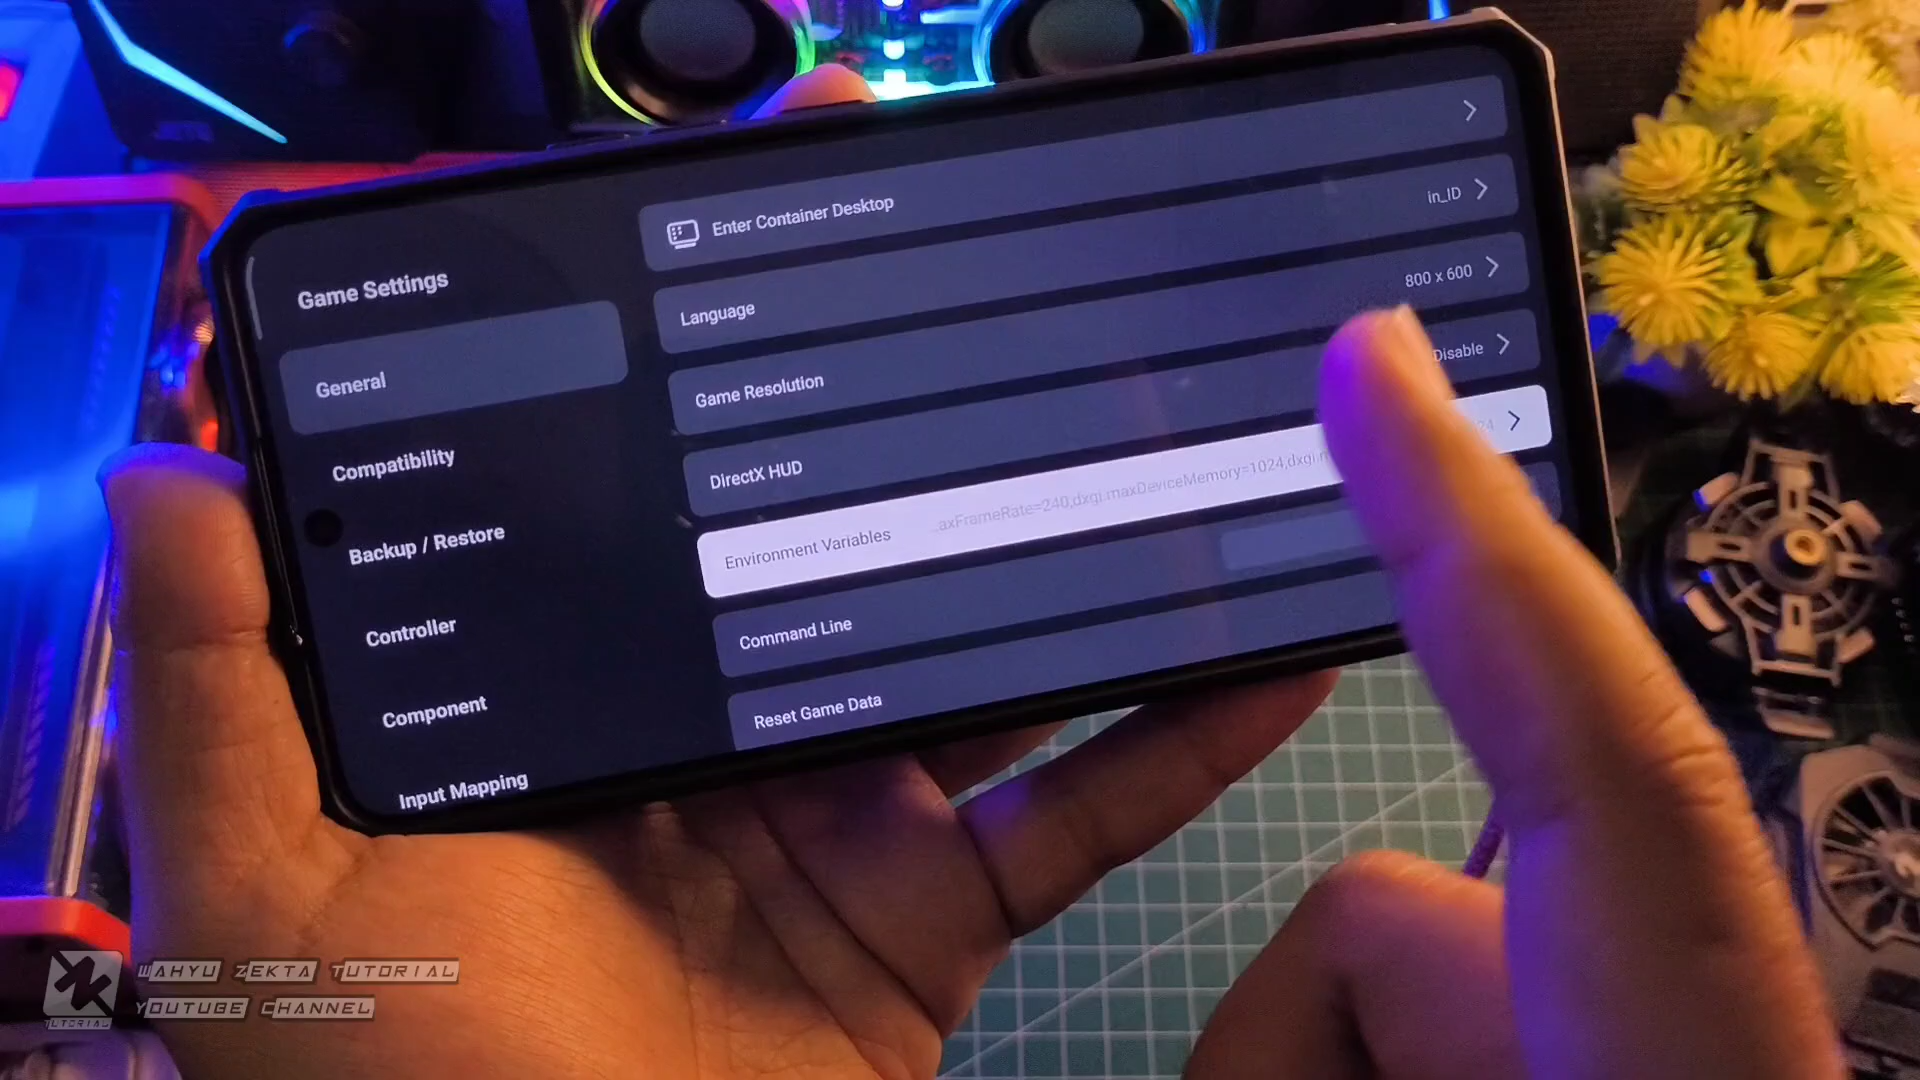 Game Settings
General
Compatibility
Backup / Restore
Controller
Component
Input Mapping
Enter Container Desktop
Language
in_ID
Game Resolution
800 x 600
DirectX HUD
Disable
Environment Variables
axFrameRate=240,dxgi.maxDeviceMemory=1024,dxgi.m
Command Line
Reset Game Data
WAHYU ZEKTA TUTORIAL
YOUTUBE CHANNEL
TUTORIAL